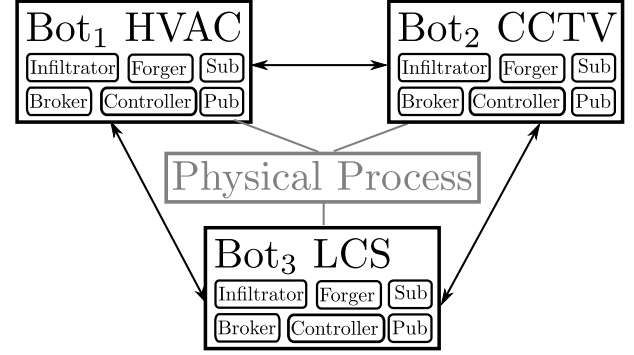 Bot₁ HVAC
Infiltrator Forger Sub
Broker Controller Pub
Bot₂ CCTV
Infiltrator Forger Sub
Broker Controller Pub
Physical Process
Bot₃ LCS
Infiltrator Forger Sub
Broker Controller Pub